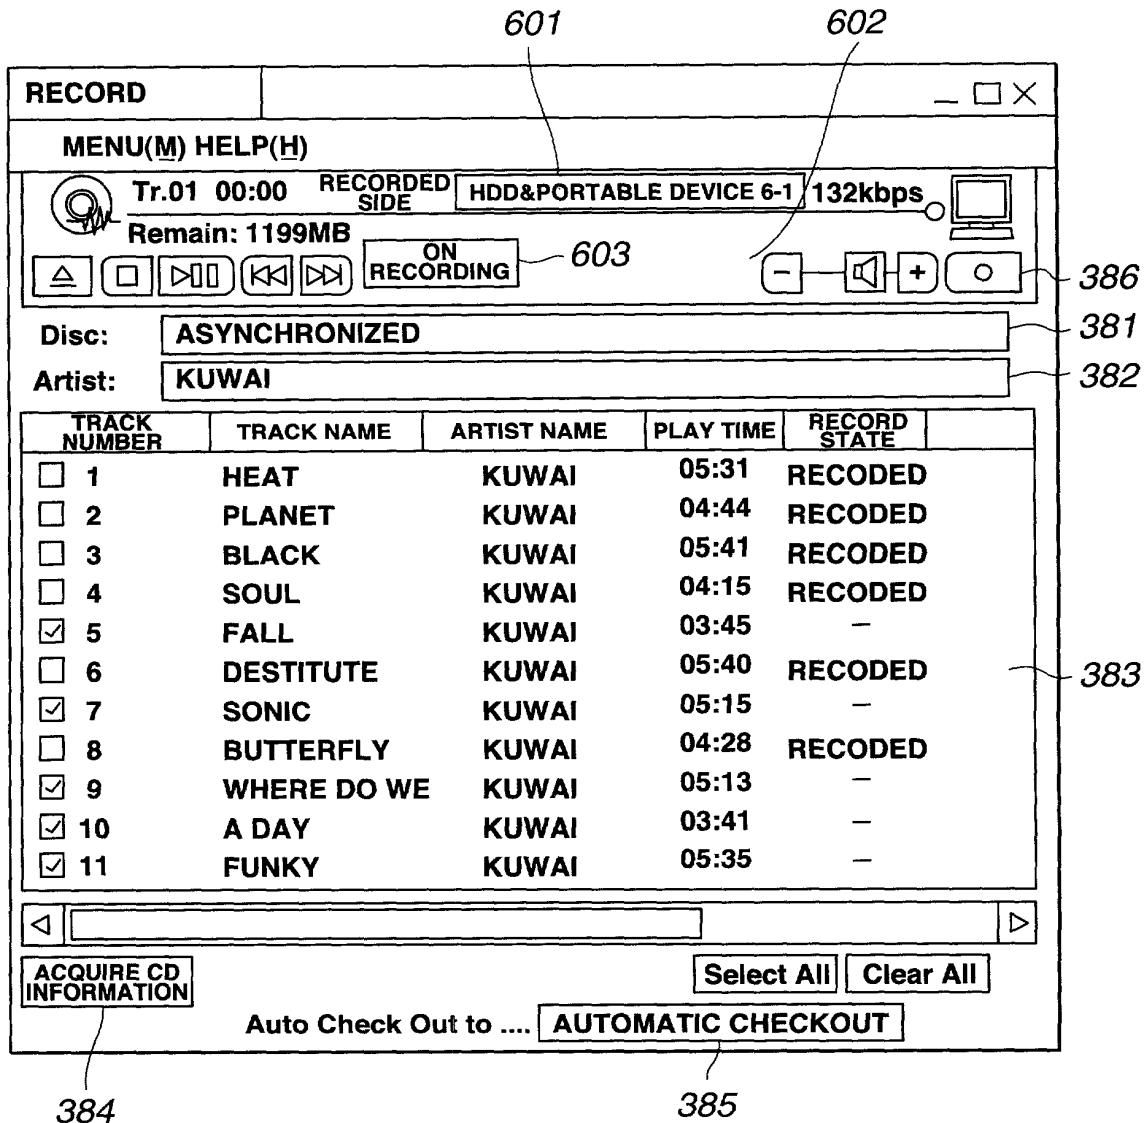 601 602
RECORD
MENU(M) HELP(H)
Tr.01 00:00 RECORDED SIDE HDD&PORTABLE DEVICE 6-1 132kbps
Remain: 1199MB
ON RECORDING 603
- + 386
Disc: ASYNCHRONIZED 381
Artist: KUWAI 382
TRACK NUMBER TRACK NAME ARTIST NAME PLAY TIME RECORD STATE
1 HEAT KUWAI 05:31 RECODED
2 PLANET KUWAI 04:44 RECODED
3 BLACK KUWAI 05:41 RECODED
4 SOUL KUWAI 04:15 RECODED
5 FALL KUWAI 03:45 –
6 DESTITUTE KUWAI 05:40 RECODED 383
7 SONIC KUWAI 05:15 –
8 BUTTERFLY KUWAI 04:28 RECODED
9 WHERE DO WE KUWAI 05:13 –
10 A DAY KUWAI 03:41 –
11 FUNKY KUWAI 05:35 –
ACQUIRE CD INFORMATION Select All Clear All
Auto Check Out to .... AUTOMATIC CHECKOUT
384 385